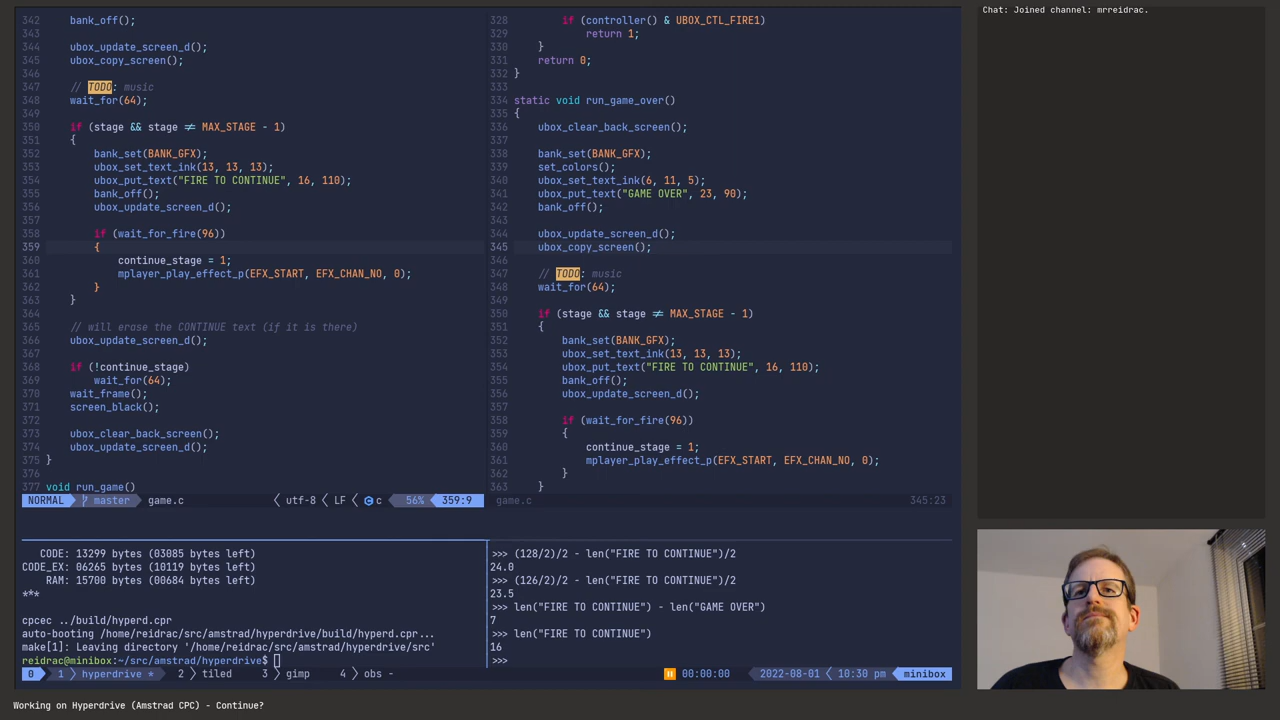 342 bank_off();
343
344 ubox_update_screen_d();
345 ubox_copy_screen();
346
347 // TODO: music
348 wait_for(64);
349
350 if (stage && stage ≠ MAX_STAGE - 1)
351 {
352 bank_set(BANK_GFX);
353 ubox_set_text_ink(13, 13, 13);
354 ubox_put_text("FIRE TO CONTINUE", 16, 110);
355 bank_off();
356 ubox_update_screen_d();
357
358 if (wait_for_fire(96))
359 {
360 continue_stage = 1;
361 mplayer_play_effect_p(EFX_START, EFX_CHAN_NO, 0);
362 }
363 }
364
365 // will erase the CONTINUE text (if it is there)
366 ubox_update_screen_d();
367
368 if (!continue_stage)
369 wait_for(64);
370 wait_frame();
371 screen_black();
372
373 ubox_clear_back_screen();
374 ubox_update_screen_d();
375 }
376
377 void run_game()
NORMAL master game.c utf-8 LF c 56% 359:9
328 if (controller() & UBOX_CTL_FIRE1)
329 return 1;
330 }
331 return 0;
332 }
333
334 static void run_game_over()
335 {
336 ubox_clear_back_screen();
337
338 bank_set(BANK_GFX);
339 set_colors();
340 ubox_set_text_ink(6, 11, 5);
341 ubox_put_text("GAME OVER", 23, 90);
342 bank_off();
343
344 ubox_update_screen_d();
345 ubox_copy_screen();
346
347 // TODO: music
348 wait_for(64);
349
350 if (stage && stage ≠ MAX_STAGE - 1)
351 {
352 bank_set(BANK_GFX);
353 ubox_set_text_ink(13, 13, 13);
354 ubox_put_text("FIRE TO CONTINUE", 16, 110);
355 bank_off();
356 ubox_update_screen_d();
357
358 if (wait_for_fire(96))
359 {
360 continue_stage = 1;
361 mplayer_play_effect_p(EFX_START, EFX_CHAN_NO, 0);
362 }
363 }
game.c 345:23
CODE: 13299 bytes (03085 bytes left)
CODE_EX: 06265 bytes (10119 bytes left)
RAM: 15700 bytes (00684 bytes left)
***
cpcec ../build/hyperd.cpr
auto-booting /home/reidrac/src/amstrad/hyperdrive/build/hyperd.cpr...
make[1]: Leaving directory '/home/reidrac/src/amstrad/hyperdrive/src'
reidrac@minibox:~/src/amstrad/hyperdrive$
>>> (128/2)/2 - len("FIRE TO CONTINUE")/2
24.0
>>> (126/2)/2 - len("FIRE TO CONTINUE")/2
23.5
>>> len("FIRE TO CONTINUE") - len("GAME OVER")
7
>>> len("FIRE TO CONTINUE")
16
>>>
0 1 hyperdrive * 2 tiled 3 gimp 4 obs - 00:00:00 2022-08-01 10:30 pm minibox
Chat: Joined channel: mrreidrac.
Working on Hyperdrive (Amstrad CPC) - Continue?